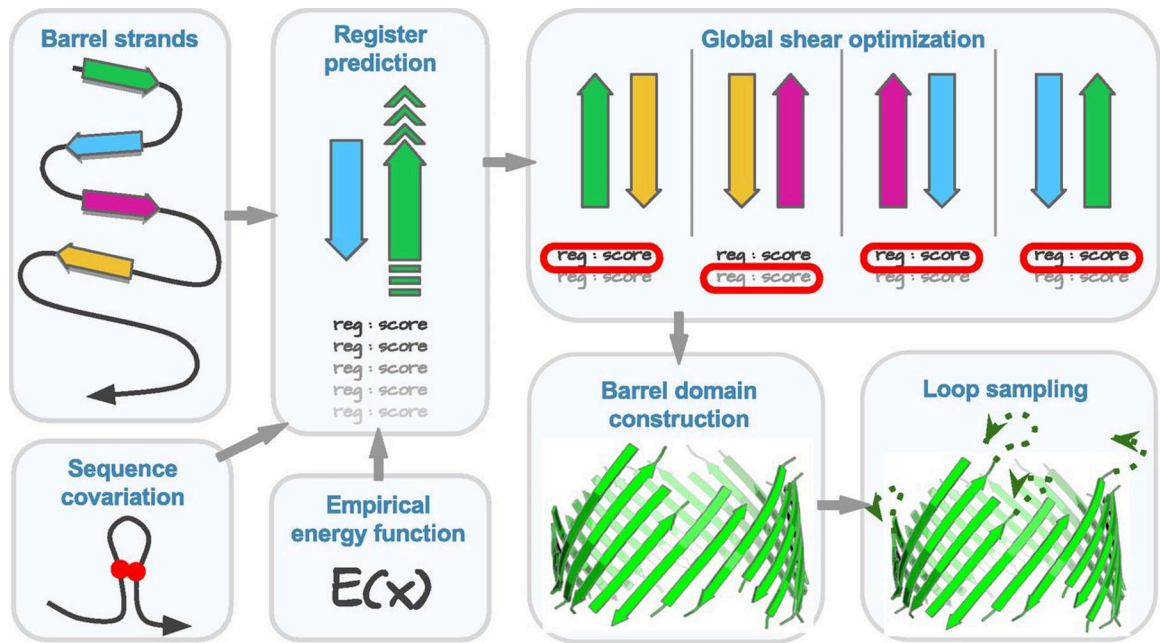 Barrel strands
Register
prediction
reg : score
reg : score
reg : score
reg : score
reg : score
Global shear optimization
reg : score
reg : score
reg : score
reg : score
reg : score
reg : score
reg : score
reg : score
Sequence
covariation
Empirical
energy function
E(x)
Barrel domain
construction
Loop sampling